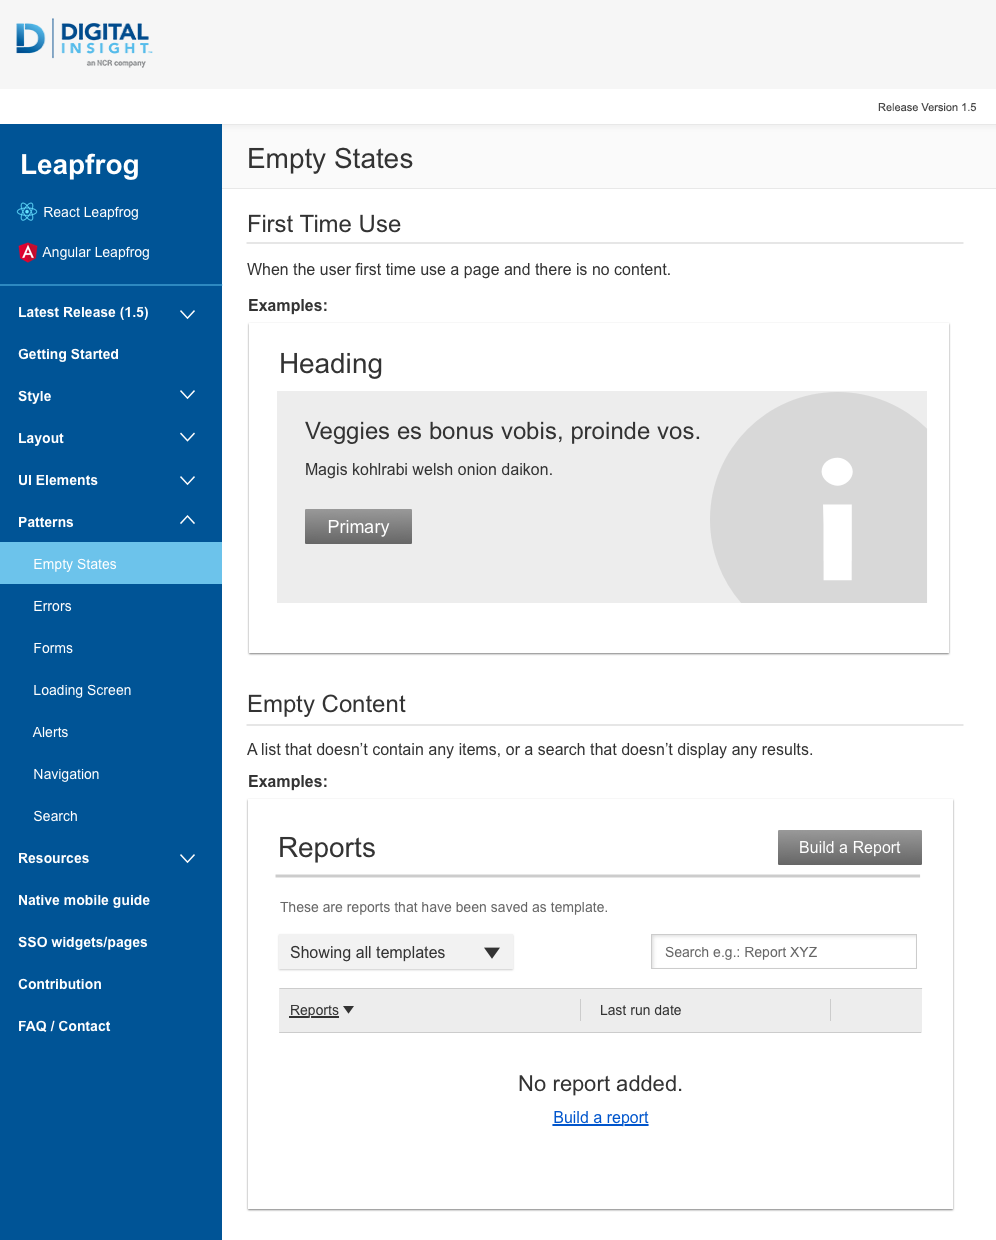 DIGITAL
INSIGHT
an NCR company
Release Version 1.5
Leapfrog
React Leapfrog
A Angular Leapfrog
Latest Release (1.5)
Getting Started
Style
Layout
UI Elements
Patterns
Empty States
Errors
Forms
Loading Screen
Alerts
Navigation
Search
Resources
Native mobile guide
SSO widgets/pages
Contribution
FAQ / Contact
Empty States
First Time Use
When the user first time use a page and there is no content.
Examples:
Heading
Veggies es bonus vobis, proinde vos.
Magis kohlrabi welsh onion daikon.
Primary
Empty Content
A list that doesn’t contain any items, or a search that doesn’t display any results.
Examples:
Reports
Build a Report
These are reports that have been saved as template.
Showing all templates
Search e.g.: Report XYZ
Reports
Last run date
No report added.
Build a report